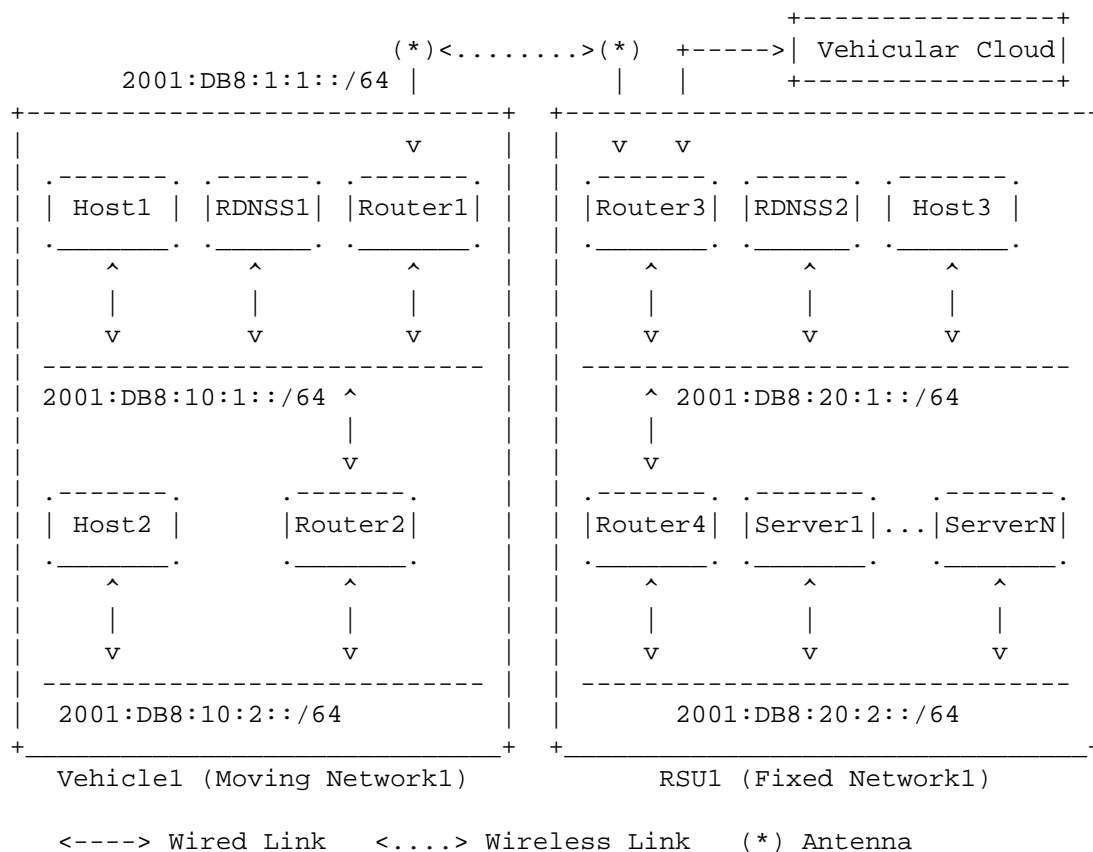 (*)<........>(*) +----->| Vehicular Cloud|
2001:DB8:1:1::/64
| Host1 | |RDNSS1| |Router1| |Router3| |RDNSS2| | Host3 |
2001:DB8:10:1::/64 2001:DB8:20:1::/64
| Host2 | |Router2| |Router4| |Server1|...|ServerN|
2001:DB8:10:2::/64 2001:DB8:20:2::/64
Vehicle1 (Moving Network1) RSU1 (Fixed Network1)
<----> Wired Link <....> Wireless Link (*) Antenna